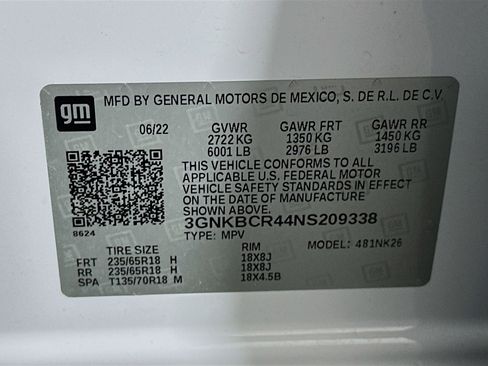 gm
MFD BY GENERAL MOTORS DE MEXICO, S. DE R.L. DE C.V.
06/22 GVWR GAWR FRT GAWR RR
2722 KG 1350 KG 1450 KG
6001 LB 2976 LB 3196 LB
THIS VEHICLE CONFORMS TO ALL
APPLICABLE U.S. FEDERAL MOTOR
VEHICLE SAFETY STANDARDS IN EFFECT
ON THE DATE OF MANUFACTURE
SHOWN ABOVE.
3GNKBCR44NS209338
8624 TYPE: MPV MODEL: 481NK26
TIRE SIZE RIM
FRT 235/65R18 H 18X8J
RR 235/65R18 H 18X8J
SPA T135/70R18 M 18X4.5B